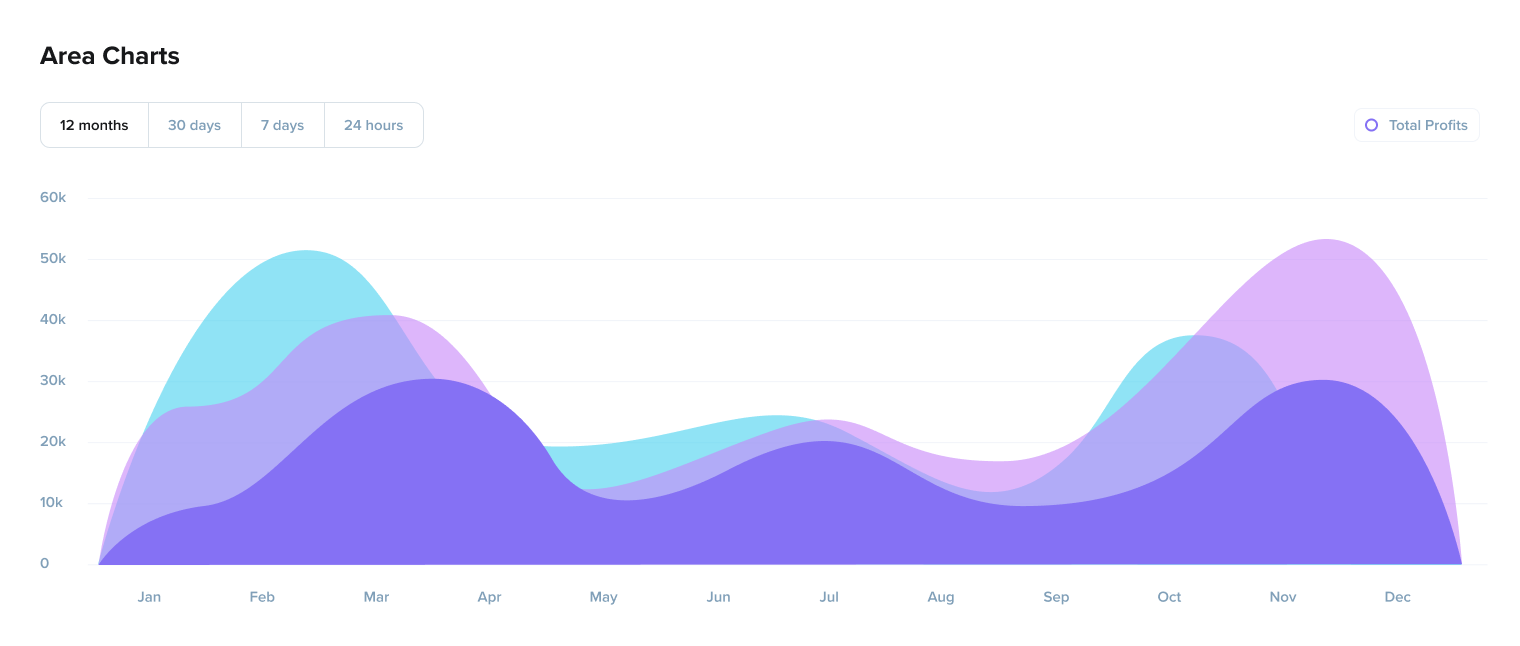 Area Charts
12 months 30 days 7 days 24 hours Total Profits
60k
50k
40k
30k
20k
10k
0
Jan Feb Mar Apr May Jun Jul Aug Sep Oct Nov Dec